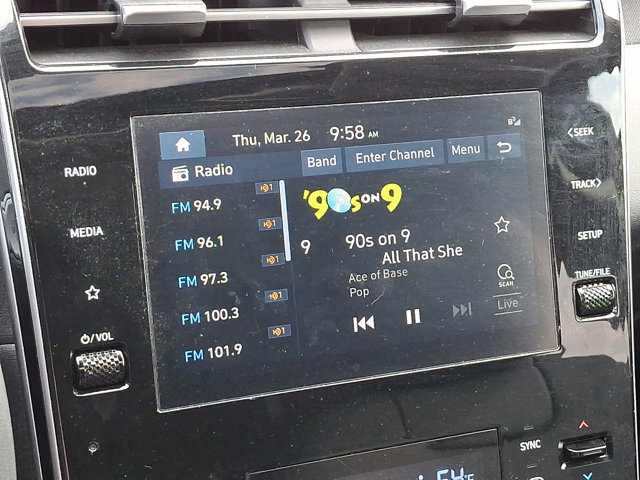 Thu, Mar. 26 9:58 AM
Radio Band Enter Channel Menu
FM 94.9
FM 96.1
FM 97.3
FM 100.3
FM 101.9
'90s ON 9
9 90s on 9
All That She
Ace of Base
Pop
SCAN
Live
RADIO
MEDIA
⏻/VOL
<SEEK
TRACK>
SETUP
TUNE/FILE
SYNC
64°F